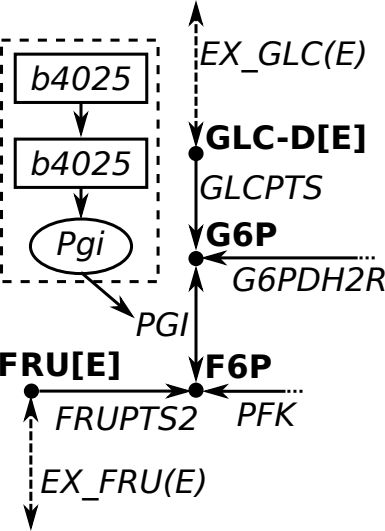 EX_GLC(E)
b4025
GLC-D[E]
b4025
GLCPTS
G6P
Pgi
G6PDH2R
PGI
FRU[E]
F6P
FRUPTS2
PFK
EX_FRU(E)